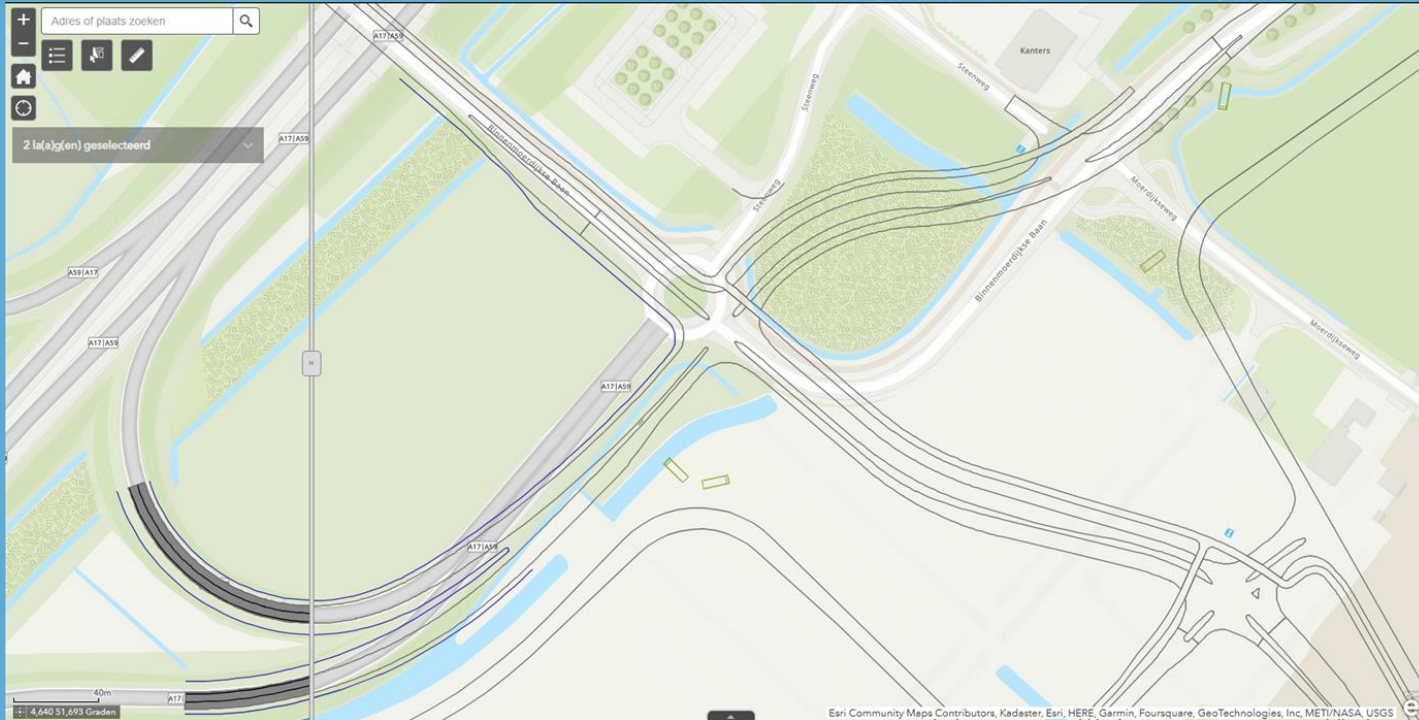 +
Adres of plaats zoeken
−
2 la(a)g(en) geselecteerd
A17|A59
A17|A59
A59|A17
A17|A59
A17|A59
A17|A59
A17|
Binnenmoerdijkse Baan
Steenweg
Steenweg
Steenweg
Kanters
Moerdijkseweg
Binnenmoerdijkse Baan
Moerdijkseweg
40m
4,640 51,693 Graden
Esri Community Maps Contributors, Kadaster, Esri, HERE, Garmin, Foursquare, GeoTechnologies, Inc, METI/NASA, USGS